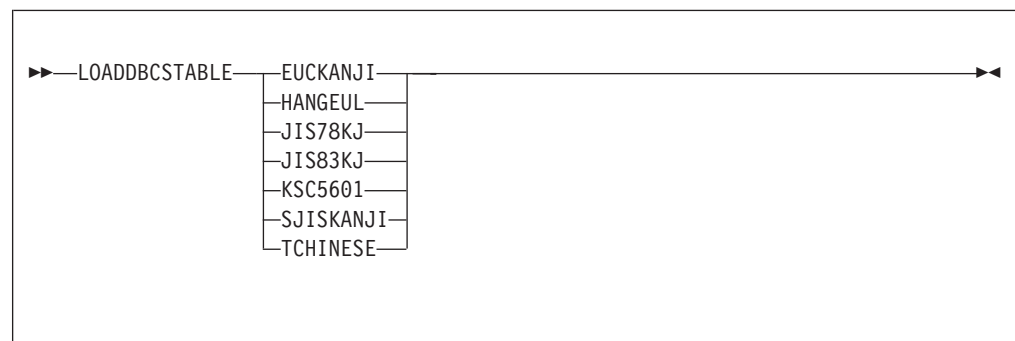 LOADDBCSTABLE EUCKANJI
HANGEUL
JIS78KJ
JIS83KJ
KSC5601
SJISKANJI
TCHINESE